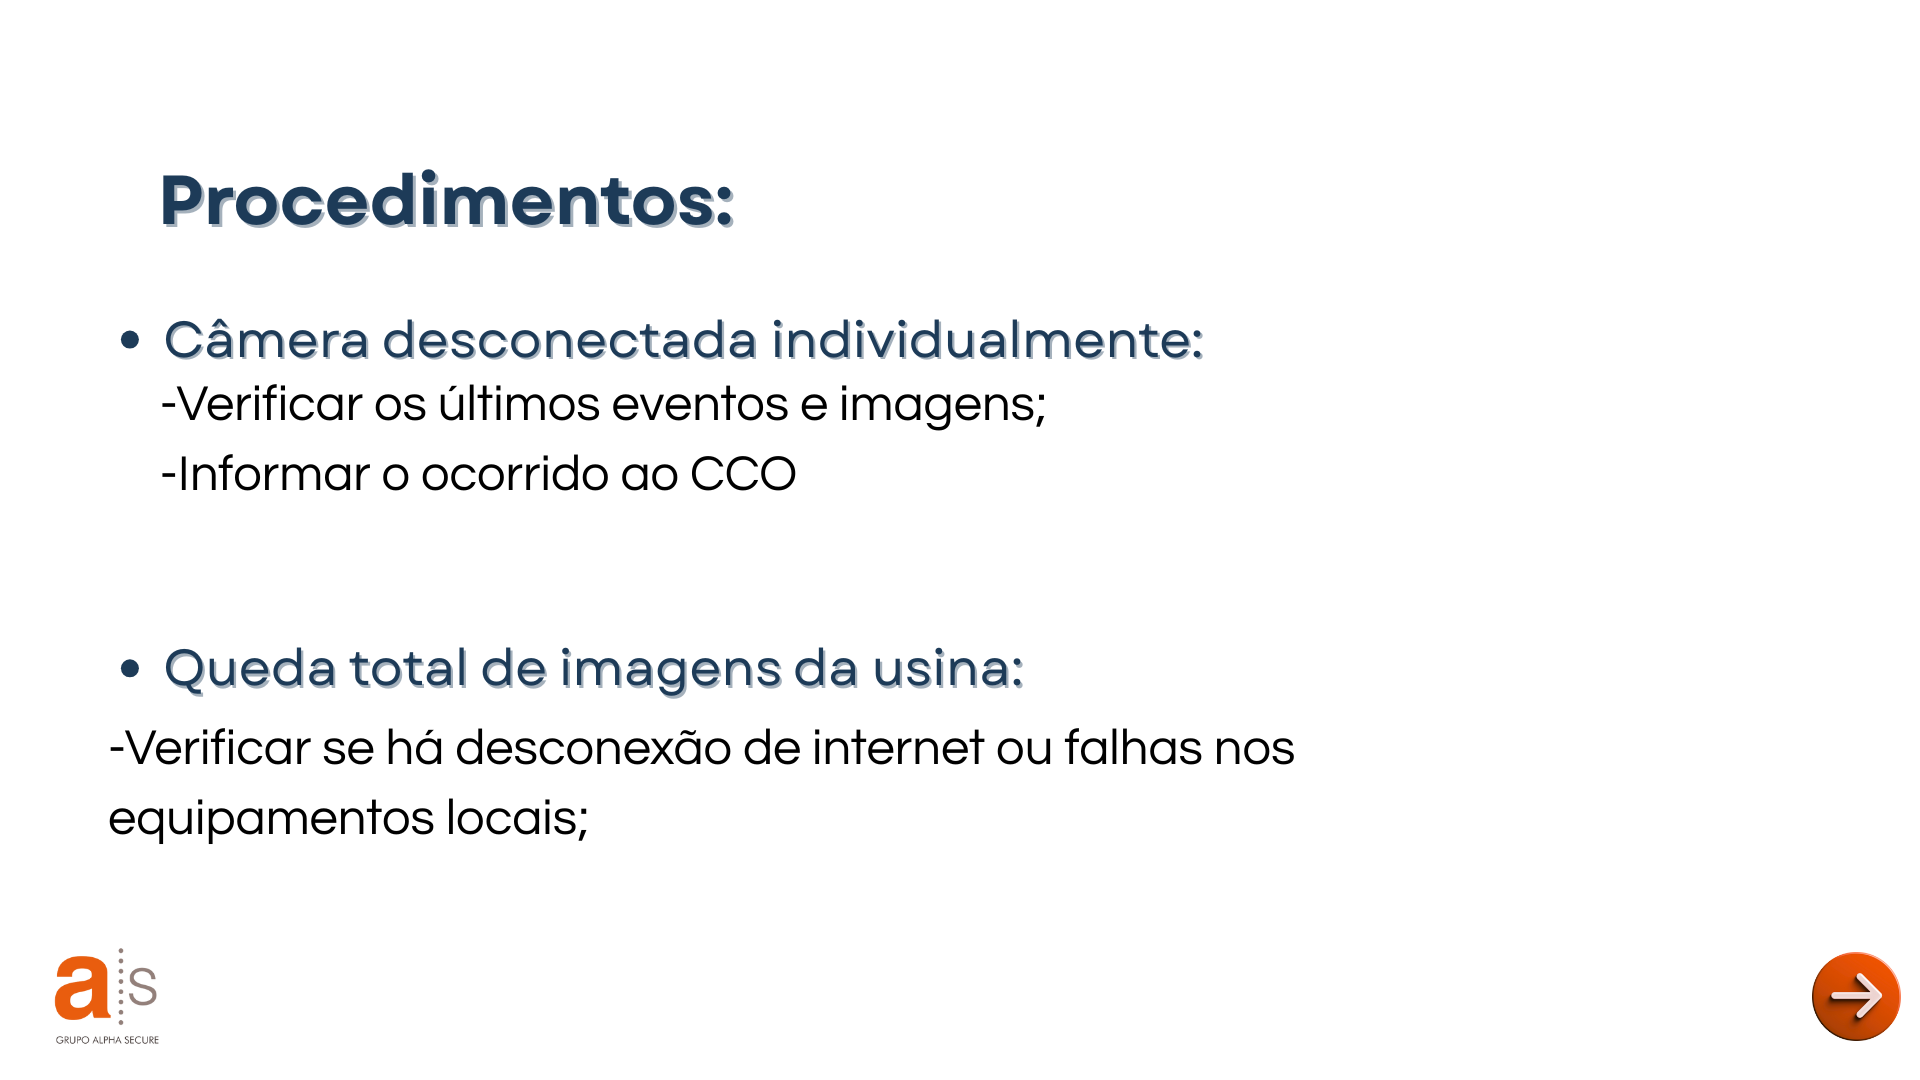 Procedimentos:
• Câmera desconectada individualmente:
-Verificar os últimos eventos e imagens;
-Informar o ocorrido ao CCO
• Queda total de imagens da usina:
-Verificar se há desconexão de internet ou falhas nos
equipamentos locais;
a s
GRUPO ALPHA SECURE